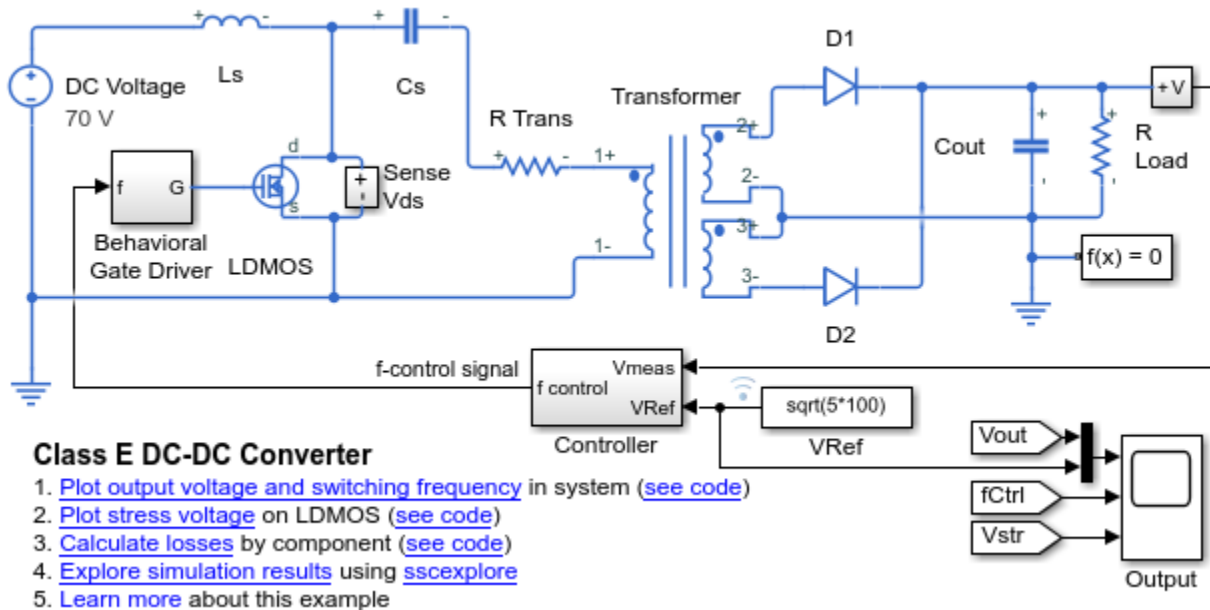 + - + -
D1
Ls
DC Voltage
70 V
Cs
Transformer
+V
R Trans
2+
+ +
Cout
R
Load
d
+ - 1+
f G
+
-
Sense
Vds
2-
- -
s
3+
Behavioral
Gate Driver
LDMOS
1-
f(x) = 0
3-
D2
f-control signal
Vmeas
f control
VRef
sqrt(5*100)
Controller
VRef
Vout
Class E DC-DC Converter
1. Plot output voltage and switching frequency in system (see code)
fCtrl
2. Plot stress voltage on LDMOS (see code)
Vstr
3. Calculate losses by component (see code)
4. Explore simulation results using sscexplore
Output
5. Learn more about this example